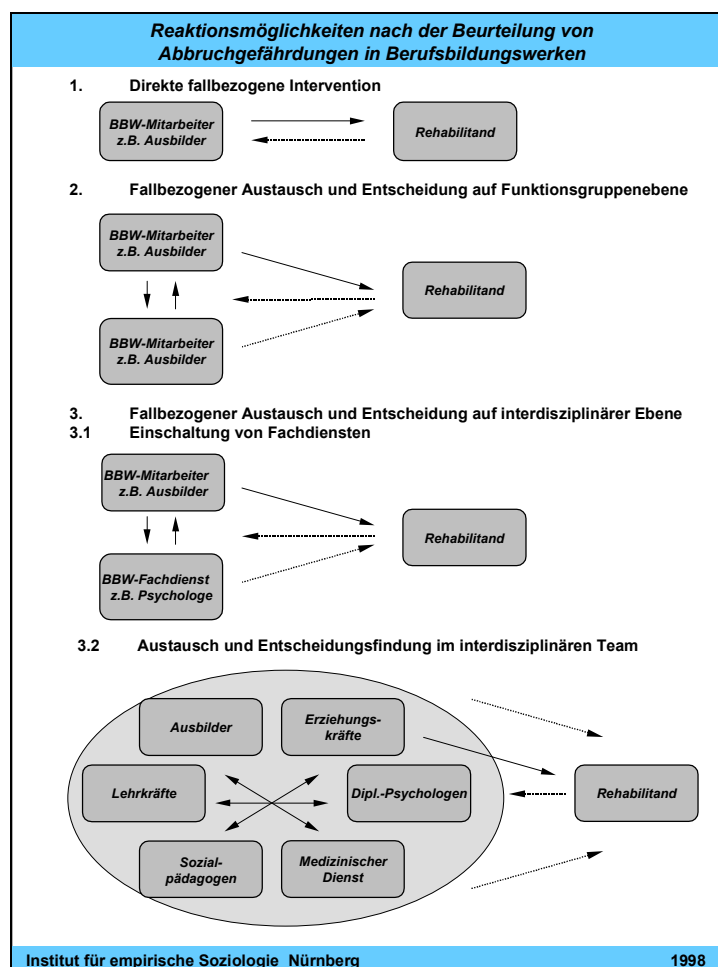 Reaktionsmöglichkeiten nach der Beurteilung von
Abbruchgefährdungen in Berufsbildungswerken
1. Direkte fallbezogene Intervention
BBW-Mitarbeiter
z.B. Ausbilder
Rehabilitand
2. Fallbezogener Austausch und Entscheidung auf Funktionsgruppenebene
BBW-Mitarbeiter
z.B. Ausbilder
Rehabilitand
BBW-Mitarbeiter
z.B. Ausbilder
3. Fallbezogener Austausch und Entscheidung auf interdisziplinärer Ebene
3.1 Einschaltung von Fachdiensten
BBW-Mitarbeiter
z.B. Ausbilder
Rehabilitand
BBW-Fachdienst
z.B. Psychologe
3.2 Austausch und Entscheidungsfindung im interdisziplinären Team
Ausbilder
Erziehungs-
kräfte
Lehrkräfte
Dipl.-Psychologen
Rehabilitand
Sozial-
pädagogen
Medizinischer
Dienst
Institut für empirische Soziologie Nürnberg 1998